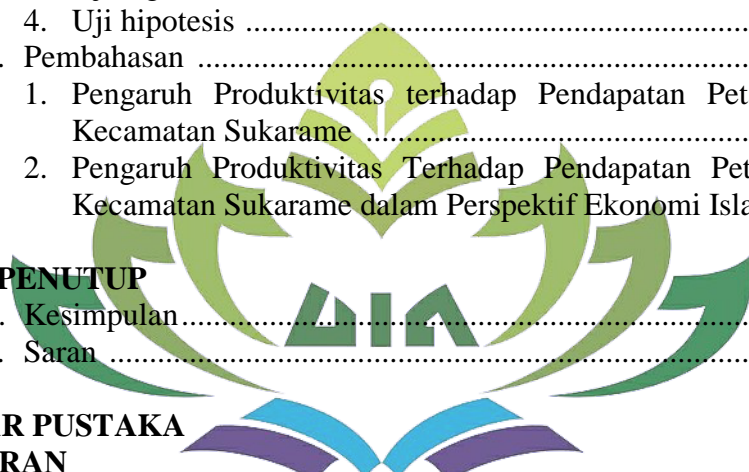 4. Uji hipotesis ..........................................................
. Pembahasan ..............................................................
1. Pengaruh Produktivitas terhadap Pendapatan Pet
Kecamatan Sukarame ..........................................
2. Pengaruh Produktivitas Terhadap Pendapatan Pet
Kecamatan Sukarame dalam Perspektif Ekonomi Isla
PENUTUP
. Kesimpulan................................................................
UIN
. Saran .........................................................................
R PUSTAKA
RAN